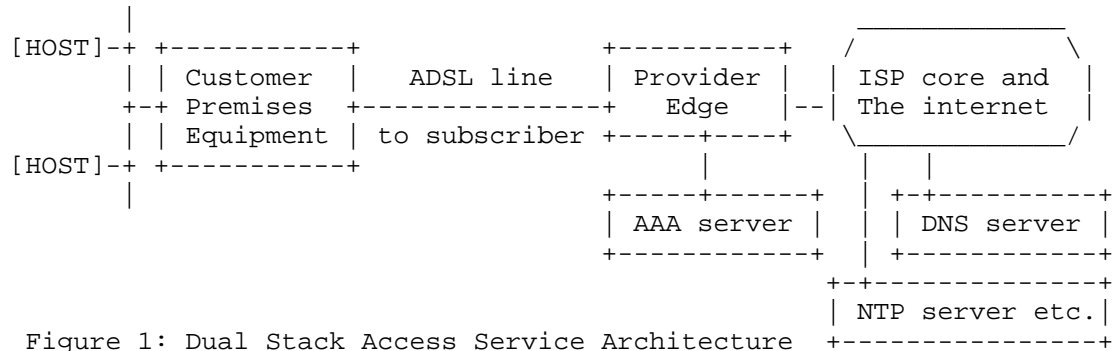 [HOST]
Customer Premises Equipment
ADSL line
to subscriber
Provider Edge
ISP core and The internet
[HOST]
AAA server
DNS server
NTP server etc.
Figure 1: Dual Stack Access Service Architecture